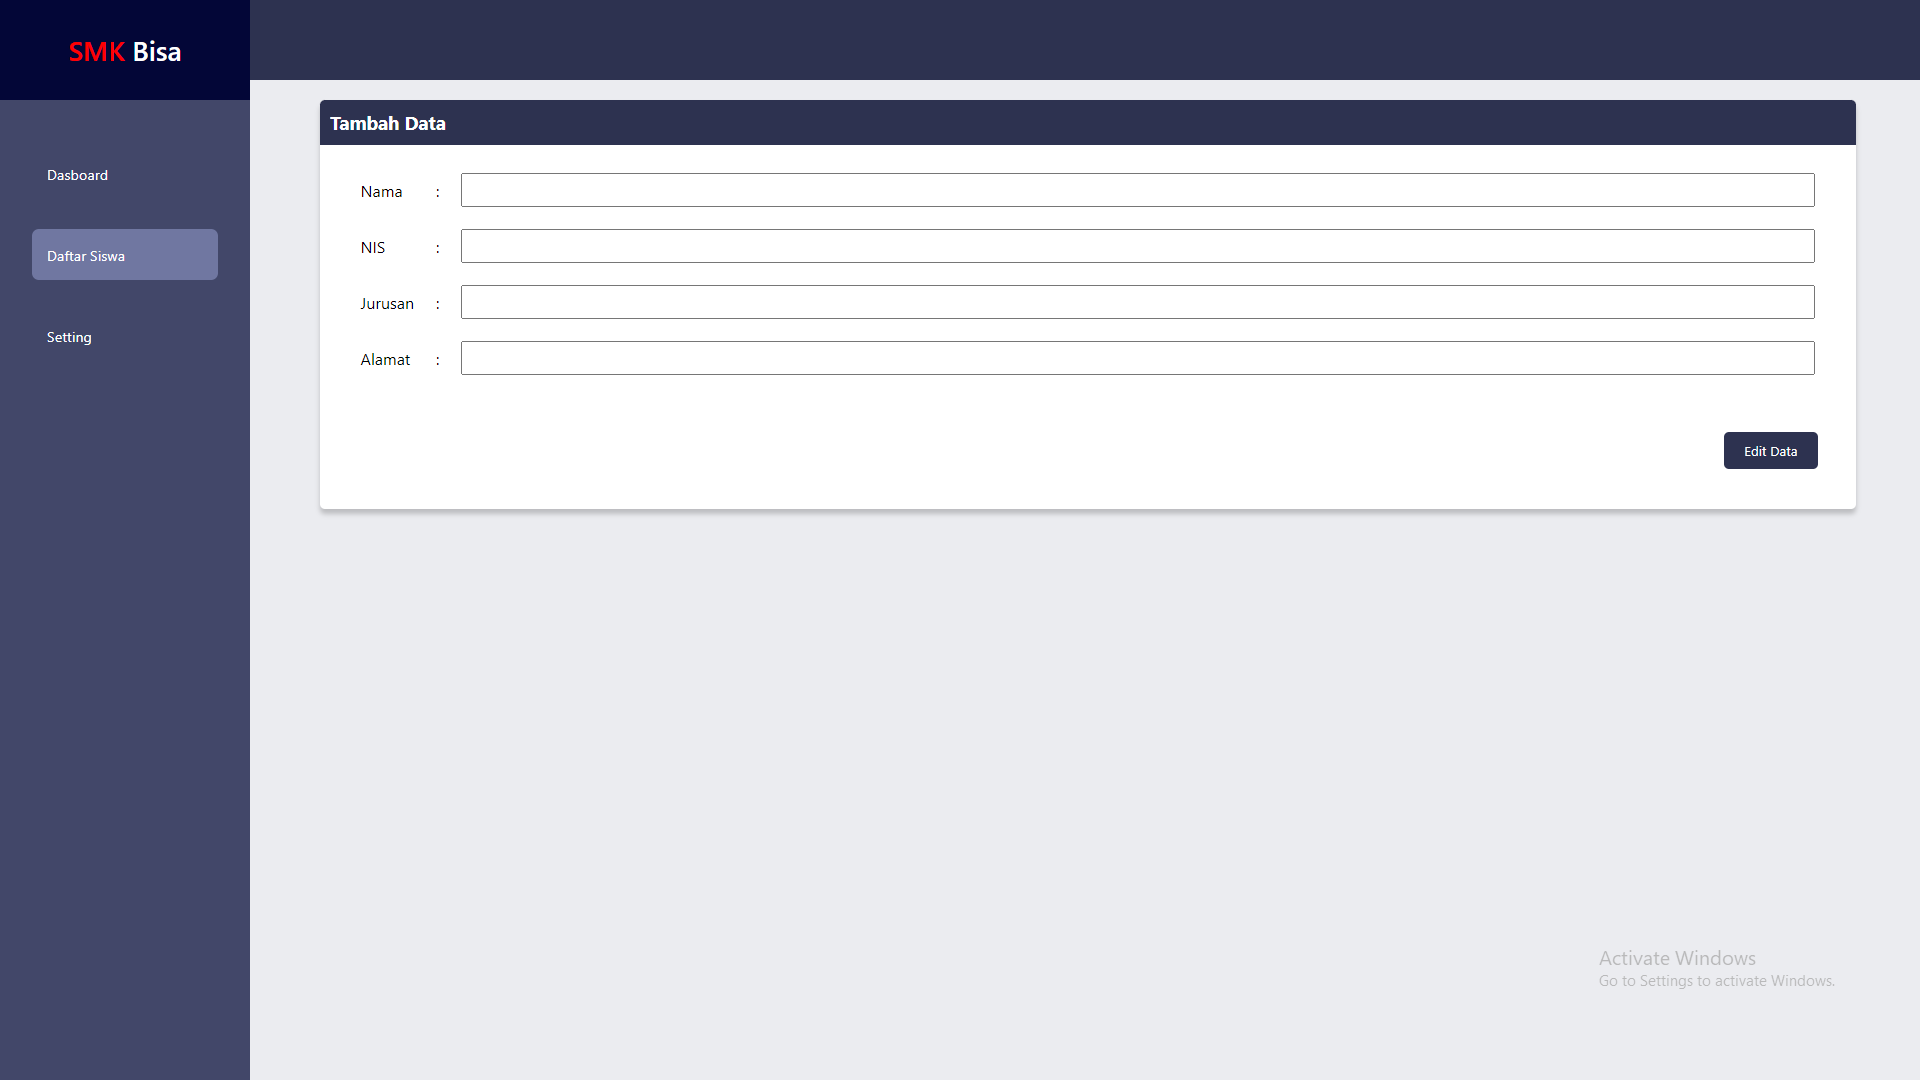 SMK Bisa
Dasboard
Daftar Siswa
Setting
Tambah Data
Nama :
NIS :
Jurusan :
Alamat :
Edit Data
Activate Windows
Go to Settings to activate Windows.